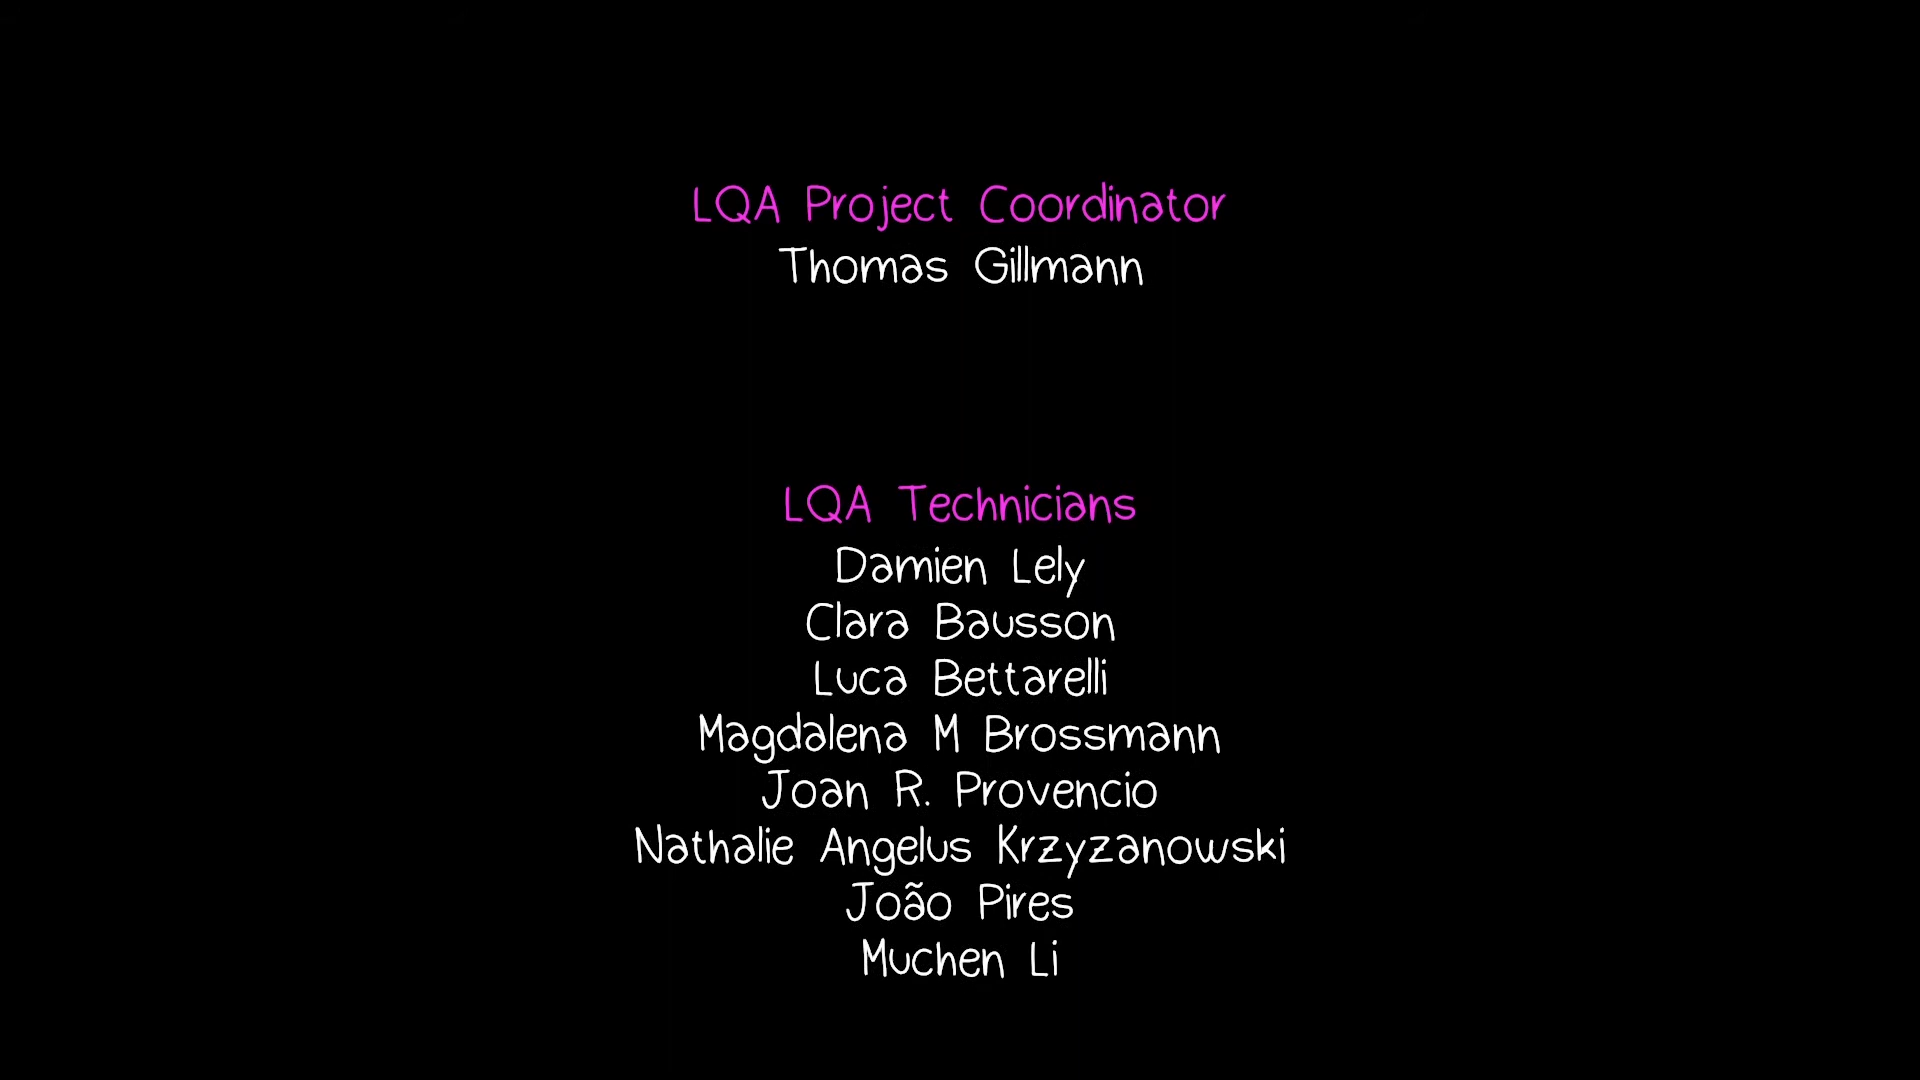 LQA Project Coordinator
Thomas Gillmann
LQA Technicians
Damien Lely
Clara Bausson
Luca Bettarelli
Magdalena M Brossmann
Joan R. Provencio
Nathalie Angelus Krzyzanowski
João Pires
Muchen Li